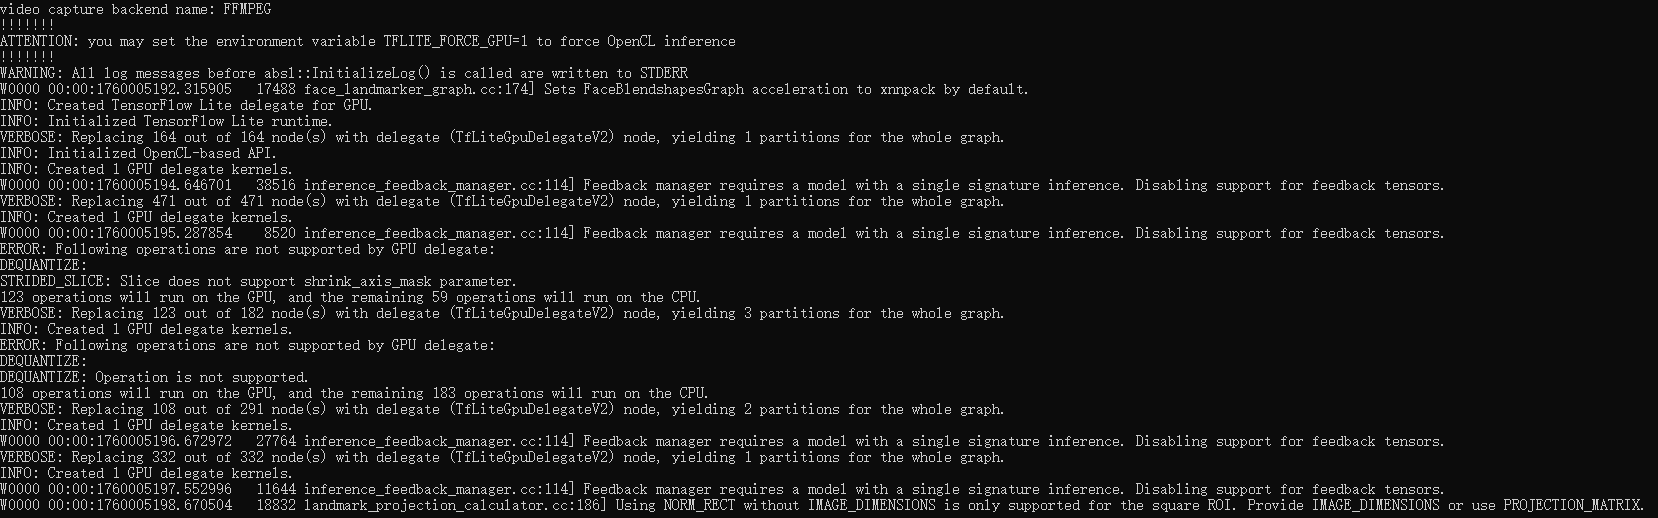 video capture backend name: FFMPEG
!!!!!!!
ATTENTION: you may set the environment variable TFLITE_FORCE_GPU=1 to force OpenCL inference
!!!!!!!
WARNING: All log messages before absl::InitializeLog() is called are written to STDERR
W0000 00:00:1760005192.315905   17488 face_landmarker_graph.cc:174] Sets FaceBlendshapesGraph acceleration to xnnpack by default.
INFO: Created TensorFlow Lite delegate for GPU.
INFO: Initialized TensorFlow Lite runtime.
VERBOSE: Replacing 164 out of 164 node(s) with delegate (TfLiteGpuDelegateV2) node, yielding 1 partitions for the whole graph.
INFO: Initialized OpenCL-based API.
INFO: Created 1 GPU delegate kernels.
W0000 00:00:1760005194.646701   38516 inference_feedback_manager.cc:114] Feedback manager requires a model with a single signature inference. Disabling support for feedback tensors.
VERBOSE: Replacing 471 out of 471 node(s) with delegate (TfLiteGpuDelegateV2) node, yielding 1 partitions for the whole graph.
INFO: Created 1 GPU delegate kernels.
W0000 00:00:1760005195.287854    8520 inference_feedback_manager.cc:114] Feedback manager requires a model with a single signature inference. Disabling support for feedback tensors.
ERROR: Following operations are not supported by GPU delegate:
DEQUANTIZE:
STRIDED_SLICE: Slice does not support shrink_axis_mask parameter.
123 operations will run on the GPU, and the remaining 59 operations will run on the CPU.
VERBOSE: Replacing 123 out of 182 node(s) with delegate (TfLiteGpuDelegateV2) node, yielding 3 partitions for the whole graph.
INFO: Created 1 GPU delegate kernels.
ERROR: Following operations are not supported by GPU delegate:
DEQUANTIZE:
DEQUANTIZE: Operation is not supported.
108 operations will run on the GPU, and the remaining 183 operations will run on the CPU.
VERBOSE: Replacing 108 out of 291 node(s) with delegate (TfLiteGpuDelegateV2) node, yielding 2 partitions for the whole graph.
INFO: Created 1 GPU delegate kernels.
W0000 00:00:1760005196.672972   27764 inference_feedback_manager.cc:114] Feedback manager requires a model with a single signature inference. Disabling support for feedback tensors.
VERBOSE: Replacing 332 out of 332 node(s) with delegate (TfLiteGpuDelegateV2) node, yielding 1 partitions for the whole graph.
INFO: Created 1 GPU delegate kernels.
W0000 00:00:1760005197.552996   11644 inference_feedback_manager.cc:114] Feedback manager requires a model with a single signature inference. Disabling support for feedback tensors.
W0000 00:00:1760005198.670504   18832 landmark_projection_calculator.cc:186] Using NORM_RECT without IMAGE_DIMENSIONS is only supported for the square ROI. Provide IMAGE_DIMENSIONS or use PROJECTION_MATRIX.